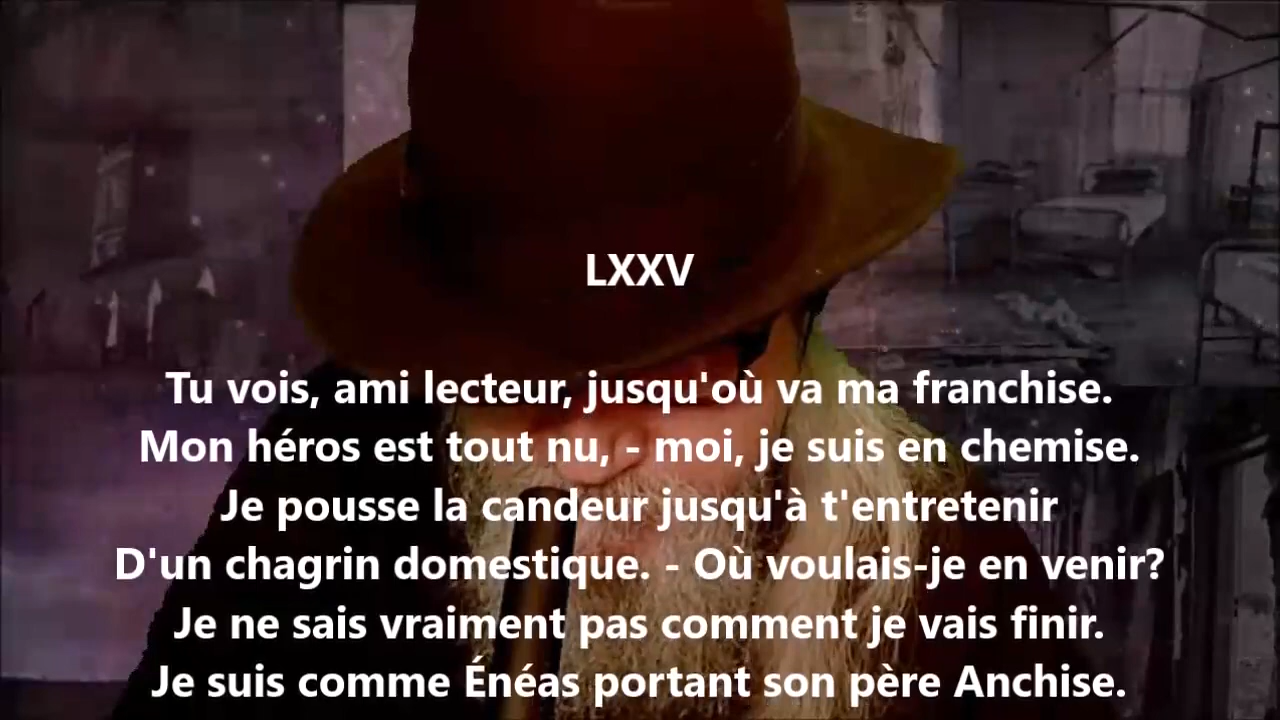 LXXV
Tu vois, ami lecteur, jusqu'où va ma franchise.
Mon héros est tout nu, - moi, je suis en chemise.
Je pousse la candeur jusqu'à t'entretenir
D'un chagrin domestique. - Où voulais-je en venir?
Je ne sais vraiment pas comment je vais finir.
Je suis comme Énéas portant son père Anchise.